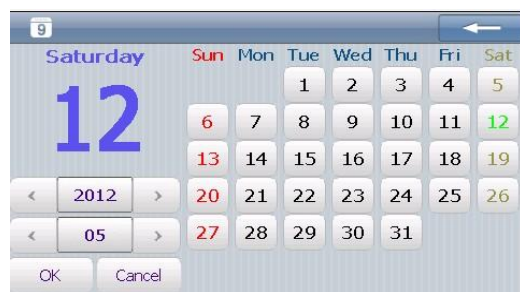 9
Saturday
12
Sun Mon Tue Wed Thu Fri Sat
1 2 3 4 5
6 7 8 9 10 11 12
13 14 15 16 17 18 19
20 21 22 23 24 25 26
27 28 29 30 31
< 2012 >
< 05 >
OK Cancel